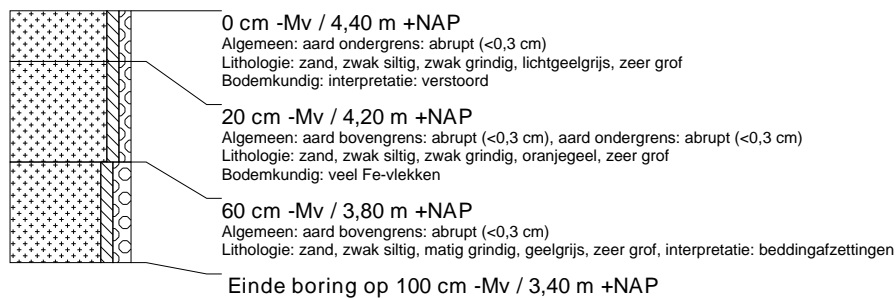 0 cm -Mv / 4,40 m +NAP
Algemeen: aard ondergrens: abrupt (<0,3 cm)
Lithologie: zand, zwak siltig, zwak grindig, lichtgeelgrijs, zeer grof
Bodemkundig: interpretatie: verstoord
20 cm -Mv / 4,20 m +NAP
Algemeen: aard bovengrens: abrupt (<0,3 cm), aard ondergrens: abrupt (<0,3 cm)
Lithologie: zand, zwak siltig, zwak grindig, oranjegeel, zeer grof
Bodemkundig: veel Fe-vlekken
60 cm -Mv / 3,80 m +NAP
Algemeen: aard bovengrens: abrupt (<0,3 cm)
Lithologie: zand, zwak siltig, matig grindig, geelgrijs, zeer grof, interpretatie: beddingafzettingen
Einde boring op 100 cm -Mv / 3,40 m +NAP